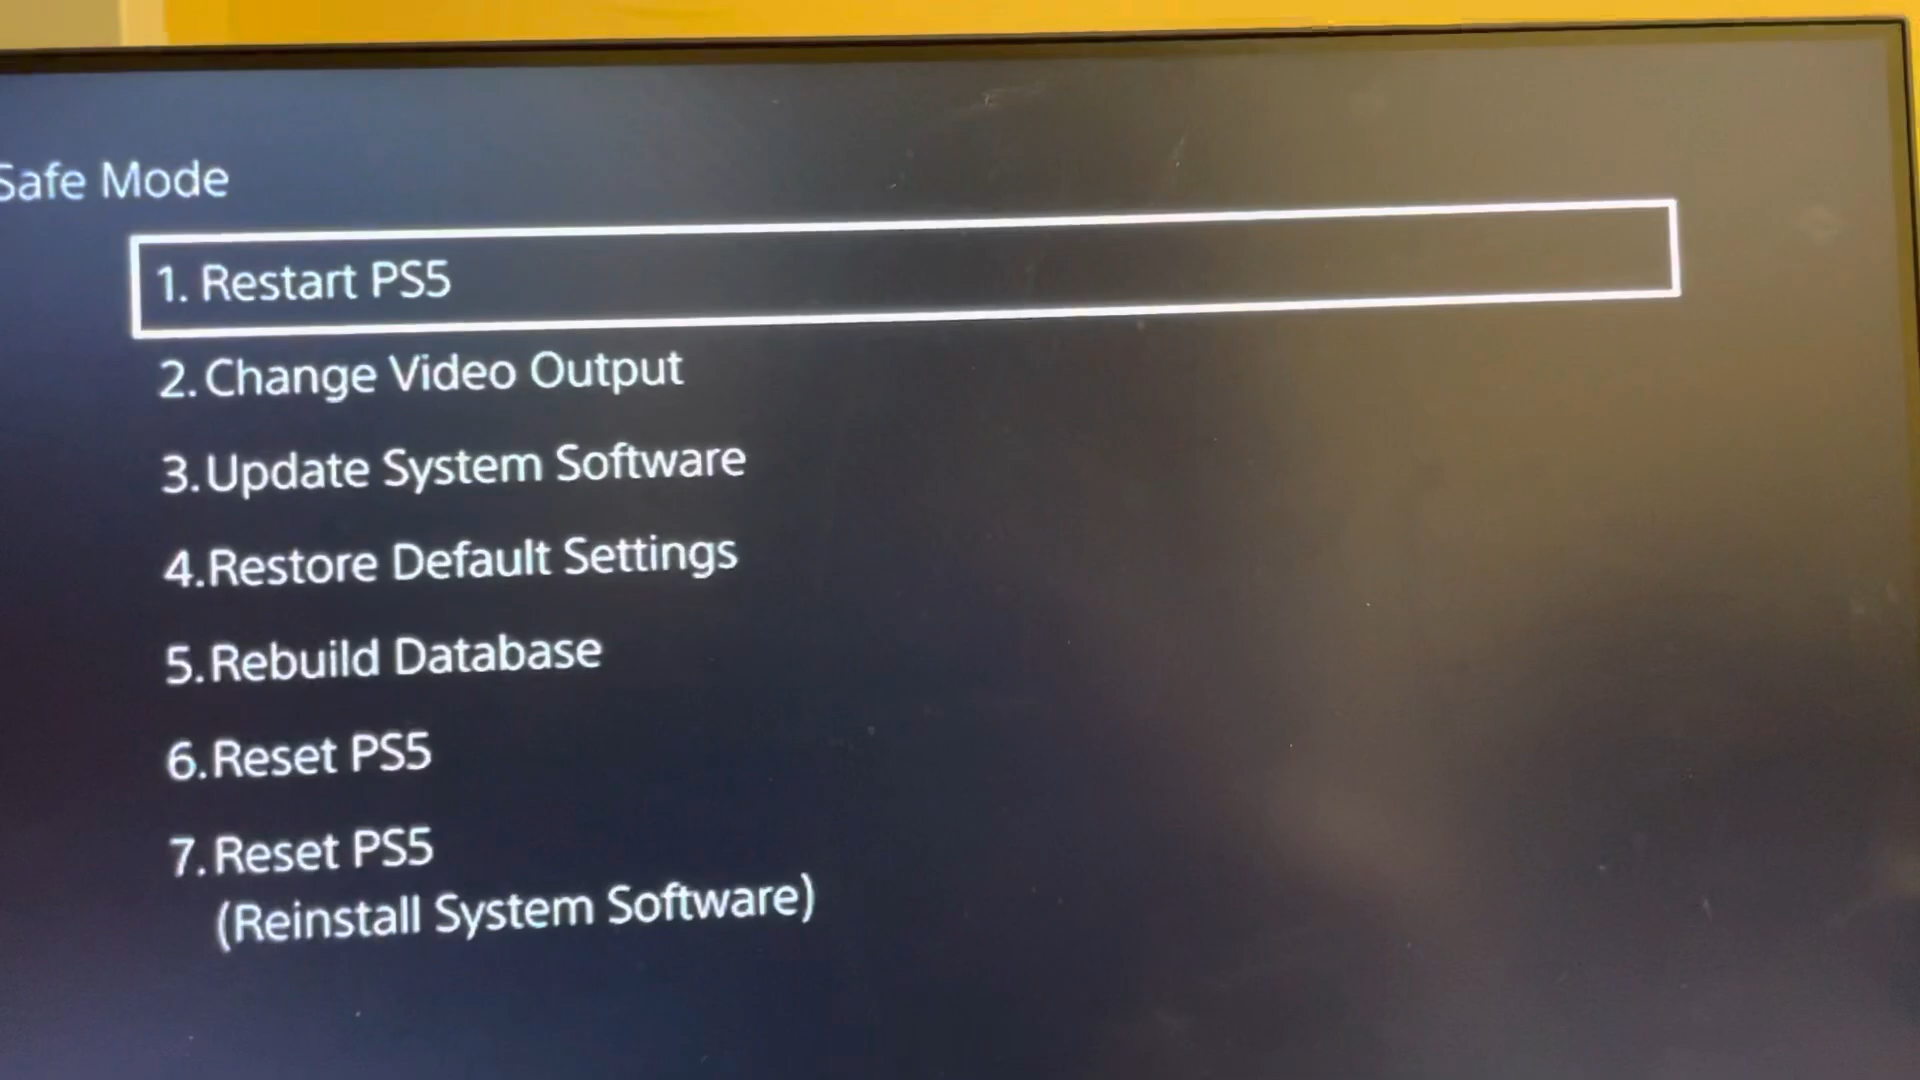 Safe Mode
1. Restart PS5
2. Change Video Output
3. Update System Software
4. Restore Default Settings
5. Rebuild Database
6. Reset PS5
7. Reset PS5
(Reinstall System Software)